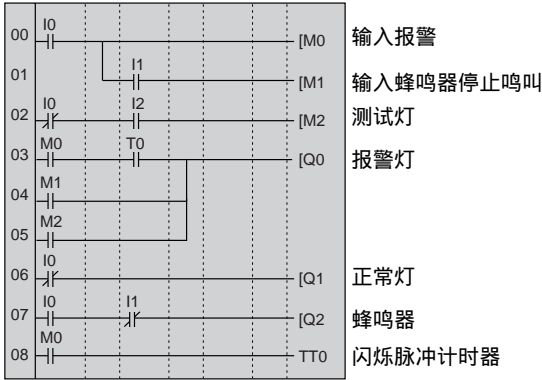 I0
00 [M0 输入报警
I1
01 [M1 输入蜂鸣器停止鸣叫
I0 I2
02 [M2 测试灯
M0 T0
03 [Q0 报警灯
M1
04
M2
05
I0
06 [Q1 正常灯
I0 I1
07 [Q2 蜂鸣器
M0
08 TT0 闪烁脉冲计时器